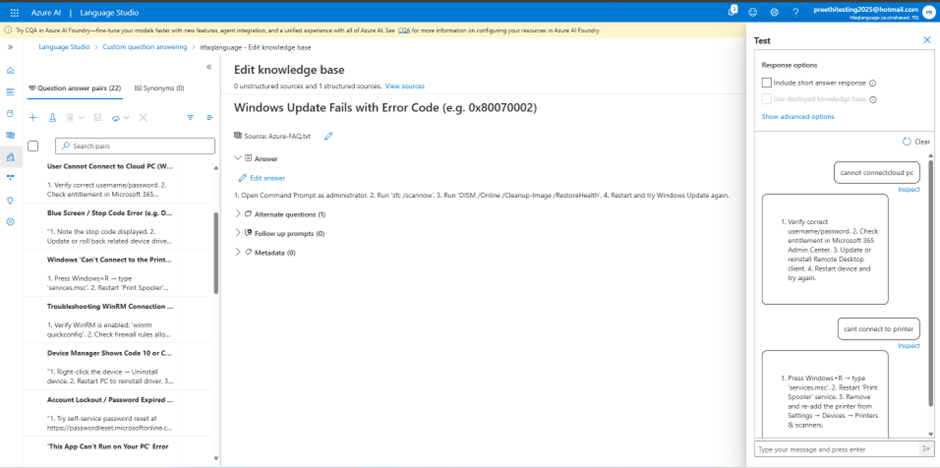 Azure AI | Language Studio
2
?
preethitesting2025@hotmail.com
PR
Try CQA in Azure AI Foundry—fine-tune your models faster with new features, agent integration, and a unified experience with all of Azure AI. See CQA for more information on configuring your resources in Azure AI Foundry.
Language Studio > Custom question answering > itfaqlanguage - Edit knowledge base
Question answer pairs (22)
Synonyms (0)
Search pairs
User Cannot Connect to Cloud PC (W...
1. Verify correct username/password. 2.
Check entitlement in Microsoft 365...
Blue Screen / Stop Code Error (e.g. D...
"1. Note the stop code displayed. 2.
Update or roll back related device drive...
Windows 'Can't Connect to the Print...
1. Press Windows+R → type
'services.msc'. 2. Restart 'Print Spooler'...
Troubleshooting WinRM Connection ...
1. Verify WinRM is enabled: 'winrm
quickconfig'. 2. Check firewall rules allo...
Device Manager Shows Code 10 or C...
"1. Right-click the device → Uninstall
device. 2. Restart PC to reinstall driver. 3...
Account Lockout / Password Expired ...
"1. Try self-service password reset at
https://passwordreset.microsoftonline.c...
'This App Can't Run on Your PC' Error
Edit knowledge base
0 unstructured sources and 1 structured sources. View sources
Windows Update Fails with Error Code (e.g. 0x80070002)
Source: Azure-FAQ.txt
Answer
Edit answer
1. Open Command Prompt as administrator. 2. Run 'sfc /scannow'. 3. Run 'DISM /Online /Cleanup-Image /RestoreHealth'. 4. Restart and try Windows Update again.
Alternate questions (1)
Follow up prompts (0)
Metadata (0)
Test
Response options
Include short answer response
Use deployed knowledge base
Show advanced options
Clear
cannot connectcloud pc
Inspect
1. Verify correct
username/password. 2. Check
entitlement in Microsoft 365
Admin Center. 3. Update or
reinstall Remote Desktop
client. 4. Restart device and
try again.
cant connect to printer
Inspect
1. Press Windows+R → type
'services.msc'. 2. Restart 'Print
Spooler' service. 3. Remove
and re-add the printer from
Settings → Devices → Printers
& scanners.
Type your message and press enter